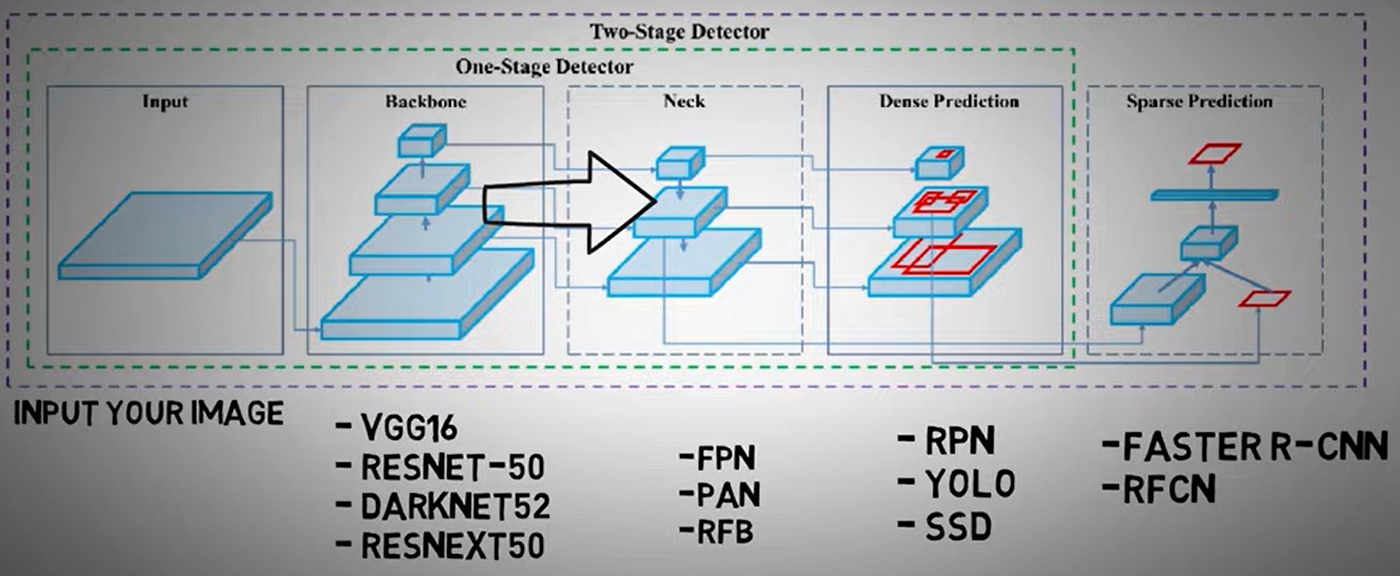 Two-Stage Detector
One-Stage Detector
Input
Backbone
Neck
Dense Prediction
Sparse Prediction
INPUT YOUR IMAGE
- VGG16
- RESNET-50
- DARKNET52
- RESNEXT50
-FPN
-PAN
-RFB
- RPN
- YOLO
- SSD
-FASTER R-CNN
-RFCN